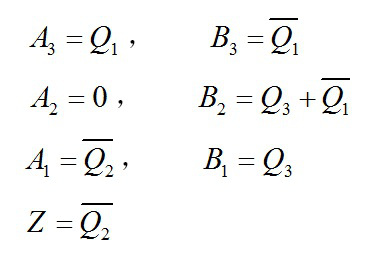 A₃ = Q₁ , B₃ = Q̅₁
A₂ = 0 , B₂ = Q₃ + Q̅₁
A₁ = Q̅₂ , B₁ = Q₃
Z = Q̅₂